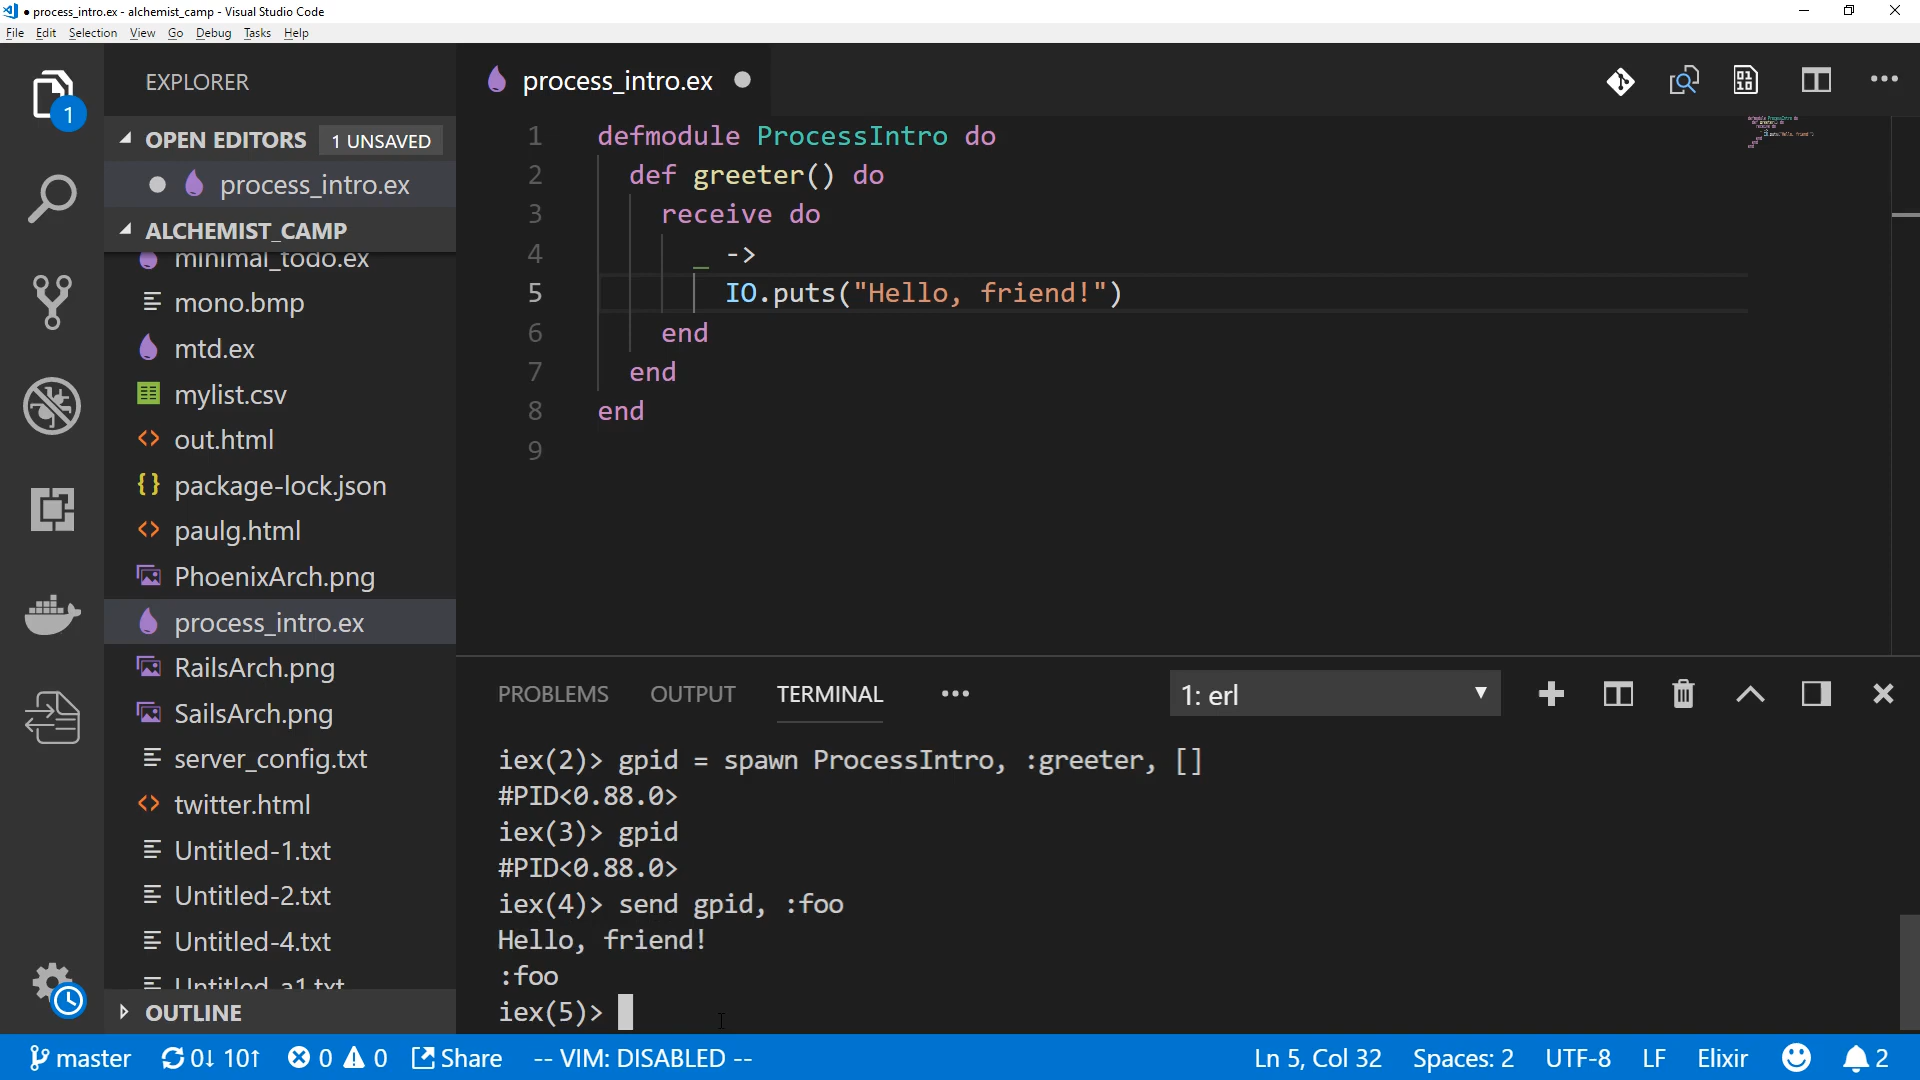 process_intro.ex - alchemist_camp - Visual Studio Code
File Edit Selection View Go Debug Tasks Help
EXPLORER
OPEN EDITORS 1 UNSAVED
process_intro.ex
ALCHEMIST_CAMP
minimal_todo.ex
mono.bmp
mtd.ex
mylist.csv
out.html
package-lock.json
paulg.html
PhoenixArch.png
process_intro.ex
RailsArch.png
SailsArch.png
server_config.txt
twitter.html
Untitled-1.txt
Untitled-2.txt
Untitled-4.txt
Untitled_a1.txt
OUTLINE
1
process_intro.ex
1 defmodule ProcessIntro do
2 def greeter() do
3 receive do
4 _ ->
5 IO.puts("Hello, friend!")
6 end
7 end
8 end
9
PROBLEMS OUTPUT TERMINAL ••• 1: erl
iex(2)> gpid = spawn ProcessIntro, :greeter, []
#PID<0.88.0>
iex(3)> gpid
#PID<0.88.0>
iex(4)> send gpid, :foo
Hello, friend!
:foo
iex(5)>
master 0↓ 10↑ 0 0 Share -- VIM: DISABLED -- Ln 5, Col 32 Spaces: 2 UTF-8 LF Elixir 2